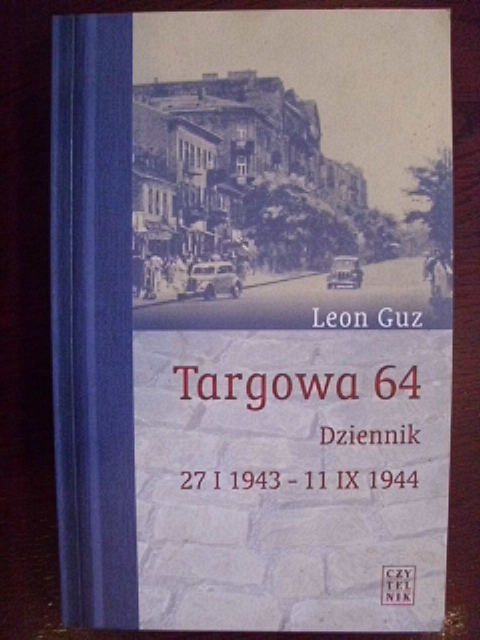 Leon Guz
Targowa 64
Dziennik
27 I 1943 - 11 IX 1944
CZY
TEL
NIK